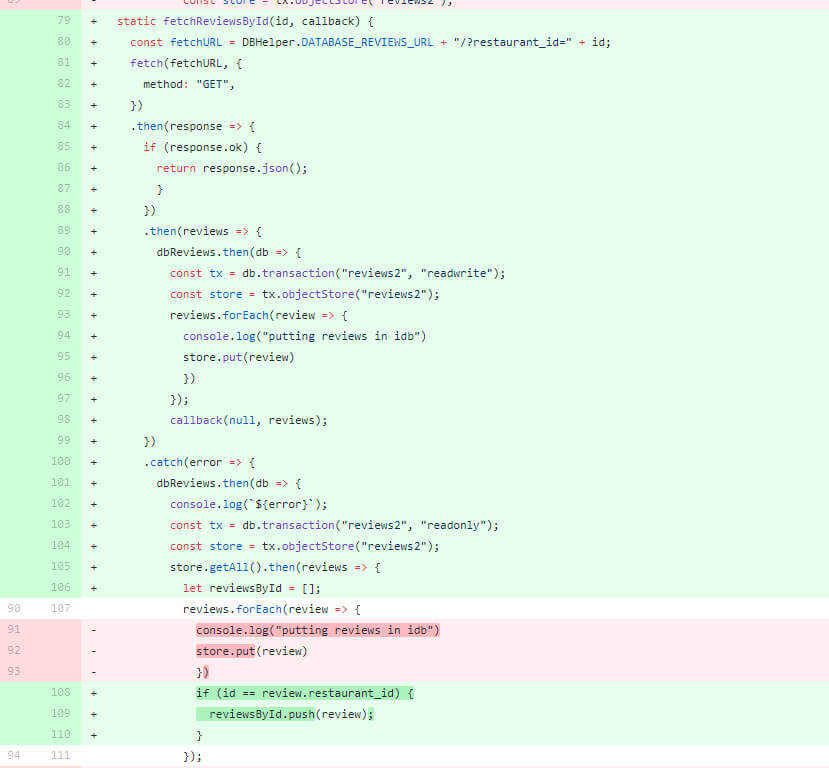 89 - const store = tx.objectStore("reviews2");
79 + static fetchReviewsById(id, callback) {
80 + const fetchURL = DBHelper.DATABASE_REVIEWS_URL + "/?restaurant_id=" + id;
81 + fetch(fetchURL, {
82 + method: "GET",
83 + })
84 + .then(response => {
85 + if (response.ok) {
86 + return response.json();
87 + }
88 + })
89 + .then(reviews => {
90 + dbReviews.then(db => {
91 + const tx = db.transaction("reviews2", "readwrite");
92 + const store = tx.objectStore("reviews2");
93 + reviews.forEach(review => {
94 + console.log("putting reviews in idb")
95 + store.put(review)
96 + })
97 + });
98 + callback(null, reviews);
99 + })
100 + .catch(error => {
101 + dbReviews.then(db => {
102 + console.log(`${error}`);
103 + const tx = db.transaction("reviews2", "readonly");
104 + const store = tx.objectStore("reviews2");
105 + store.getAll().then(reviews => {
106 + let reviewsById = [];
90 107 reviews.forEach(review => {
91 - console.log("putting reviews in idb")
92 - store.put(review)
93 - })
108 + if (id == review.restaurant_id) {
109 + reviewsById.push(review);
110 + }
94 111 });